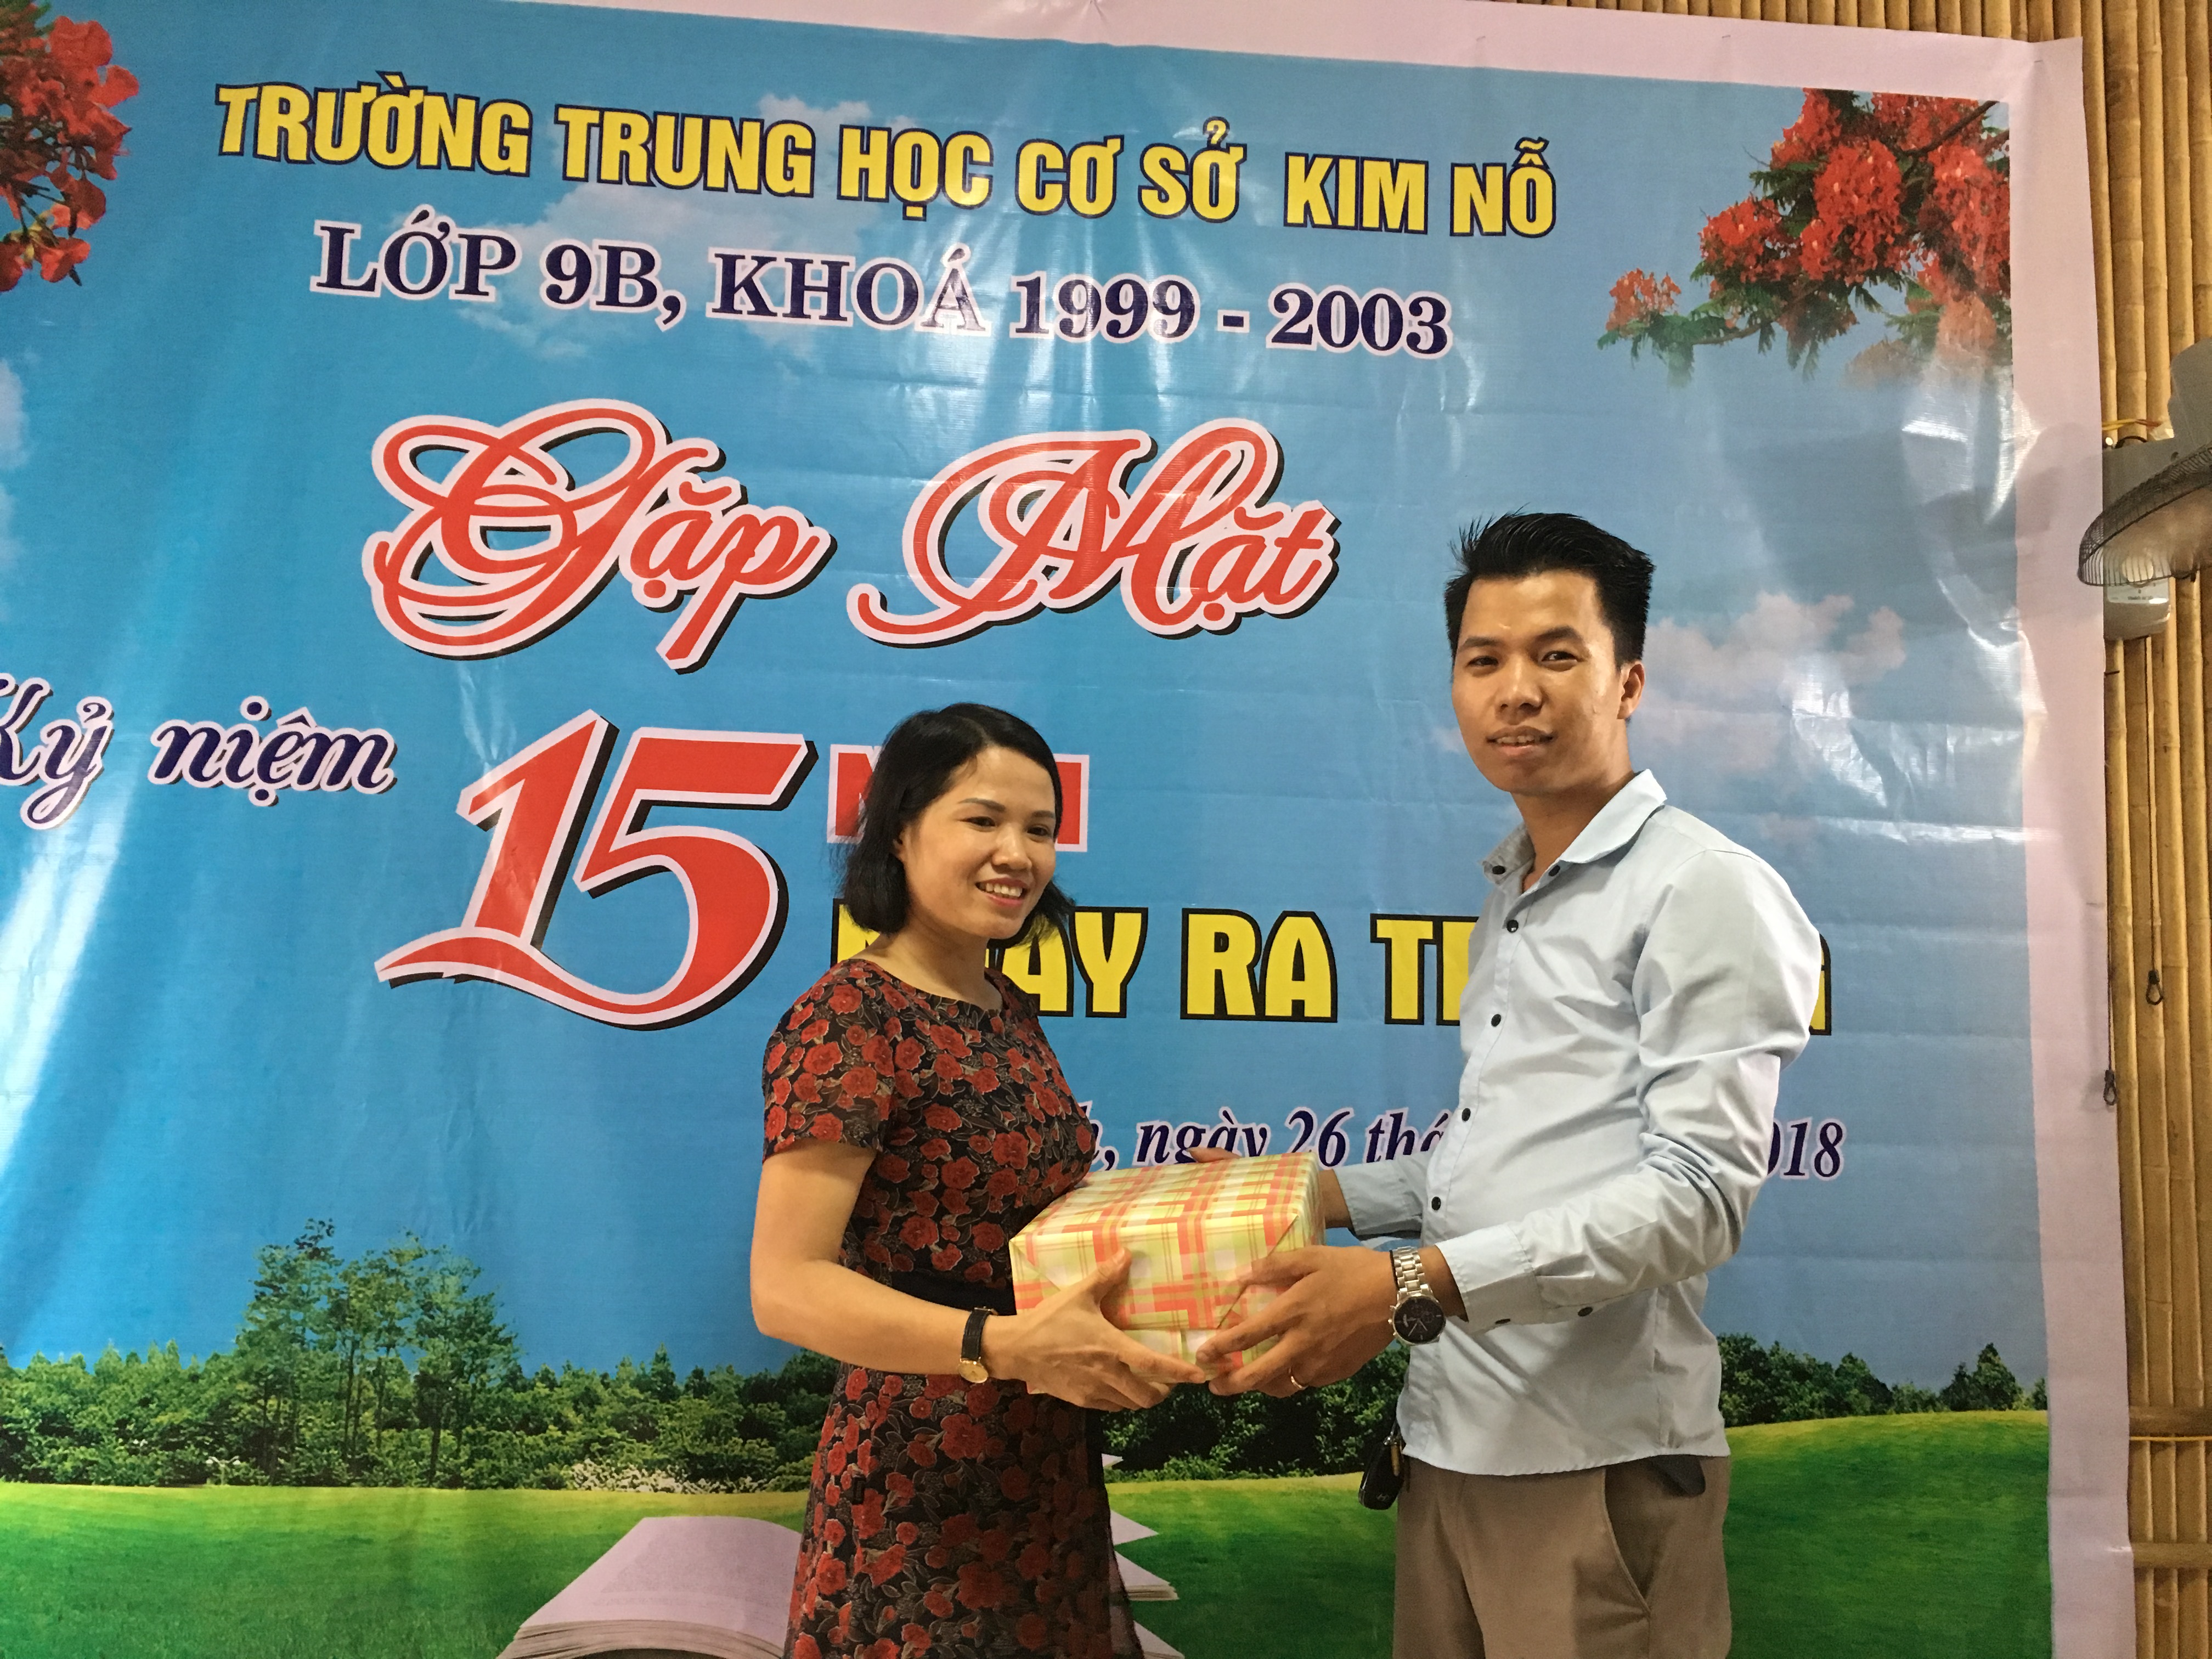 TRƯỜNG TRUNG HỌC CƠ SỞ KIM NỖ
LỚP 9B, KHOÁ 1999 - 2003
Gặp Mặt
Kỷ niệm 15
RA
ngày 26